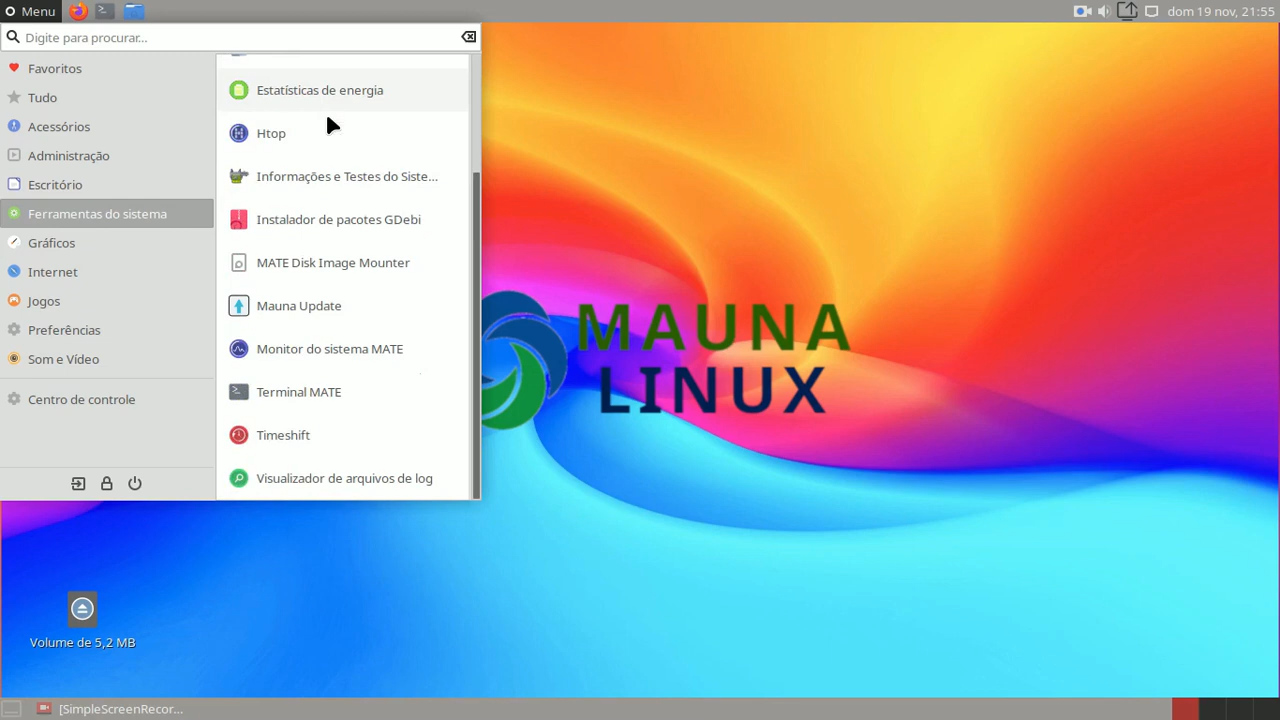 Menu
dom 19 nov, 21:55
Digite para procurar...
Favoritos
Tudo
Acessórios
Administração
Escritório
Ferramentas do sistema
Gráficos
Internet
Jogos
Preferências
Som e Vídeo
Centro de controle
Estatísticas de energia
Htop
Informações e Testes do Siste...
Instalador de pacotes GDebi
MATE Disk Image Mounter
Mauna Update
Monitor do sistema MATE
Terminal MATE
Timeshift
Visualizador de arquivos de log
MAUNA
LINUX
Volume de 5,2 MB
[SimpleScreenRecor...